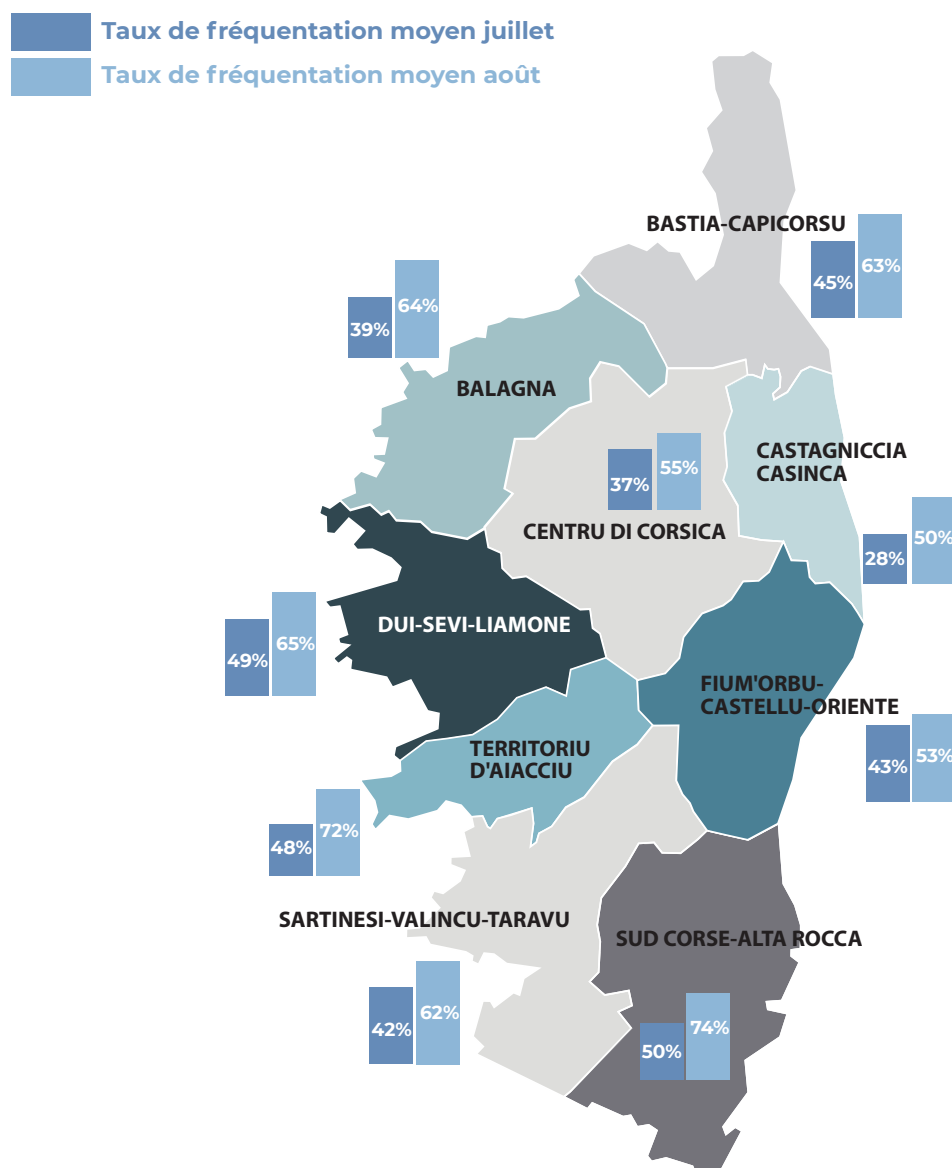 Taux de fréquentation moyen juillet
Taux de fréquentation moyen août
BASTIA-CAPICORSU
45%
63%
39%
64%
BALAGNA
CASTAGNICCIA
CASINCA
37%
55%
CENTRU DI CORSICA
28%
50%
DUI-SEVI-LIAMONE
49%
65%
FIUM'ORBU-
CASTELLU-ORIENTE
43%
53%
TERRITORIU
D'AIACCIU
48%
72%
SARTINESI-VALINCU-TARAVU
42%
62%
SUD CORSE-ALTA ROCCA
50%
74%